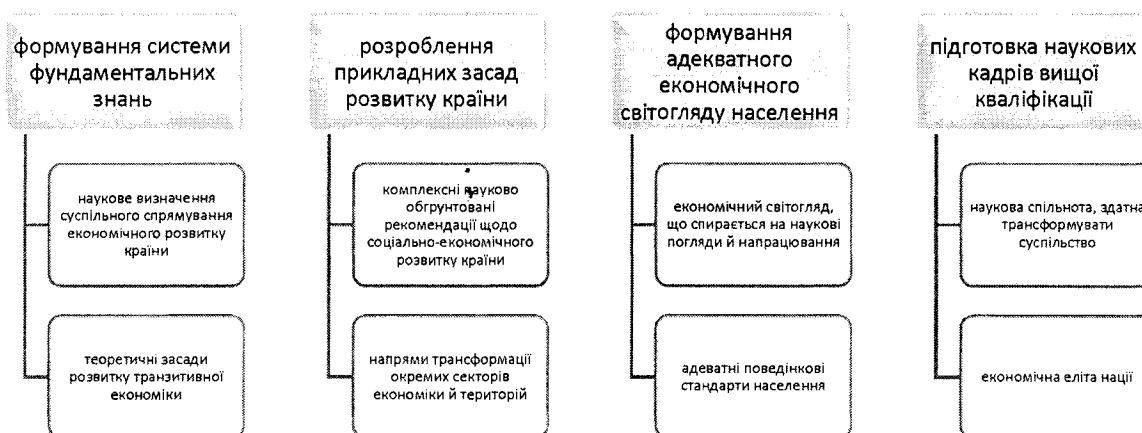 формування системи
фундаментальних
знань
наукове визначення
суспільного спрямування
економічного розвитку
країни
теоретичні засади
розвитку транзитивної
економіки
розроблення
прикладних засад
розвитку країни
комплексні науково
обгрунтовані
рекомендації щодо
соціально-економічного
розвитку країни
напрями трансформації
окремих секторів
економіки й територій
формування
адекватного
економічного
світогляду населення
економічний світогляд,
що спирається на наукові
погляди й напрацювання
адеватні поведінкові
стандарти населення
підготовка наукових
кадрів вищої
кваліфікації
наукова спільнота, здатна
трансформувати
суспільство
економічна еліта нації